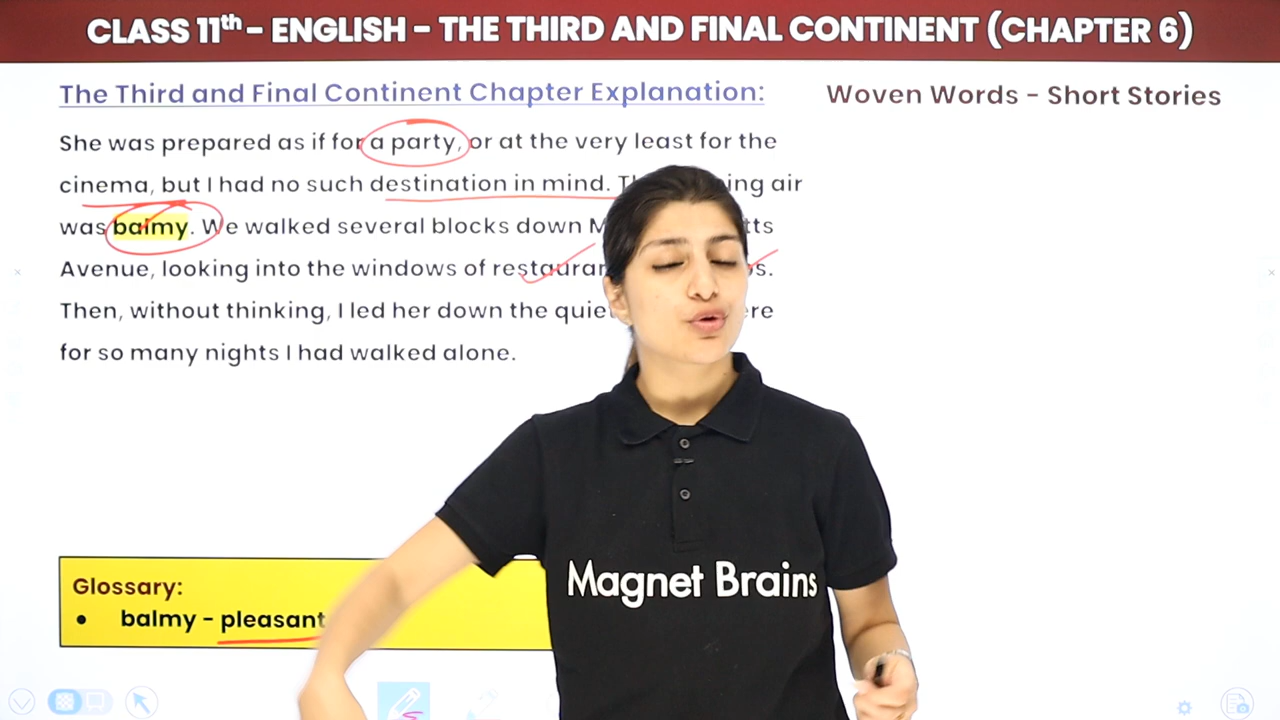 CLASS 11th - ENGLISH - THE THIRD AND FINAL CONTINENT (CHAPTER 6)
The Third and Final Continent Chapter Explanation:
Woven Words - Short Stories
She was prepared as if for a party, or at the very least for the
cinema, but I had no such destination in mind. air
was balmy. We walked several blocks down
Avenue, looking into the windows of
Then, without thinking, I led her down the
for so many nights I had walked alone.
Magnet Brains
Glossary:
• balmy - pleasant